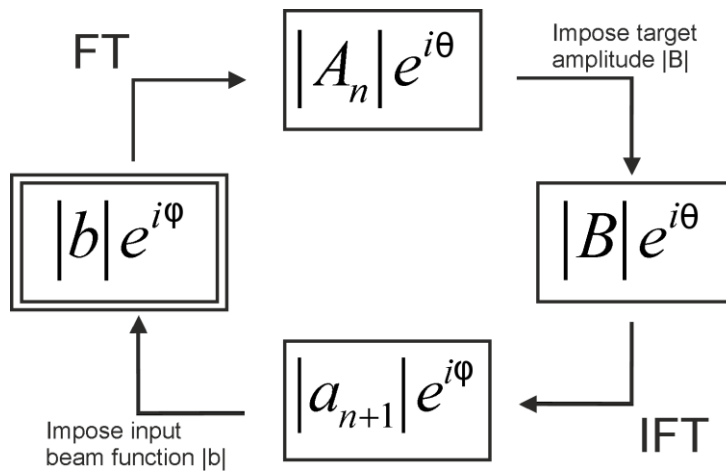 FT
|A_n| e^{iθ}
Impose target
amplitude |B|
|b| e^{iφ}
|B| e^{iθ}
|a_{n+1}| e^{iφ}
Impose input
beam function |b|
IFT